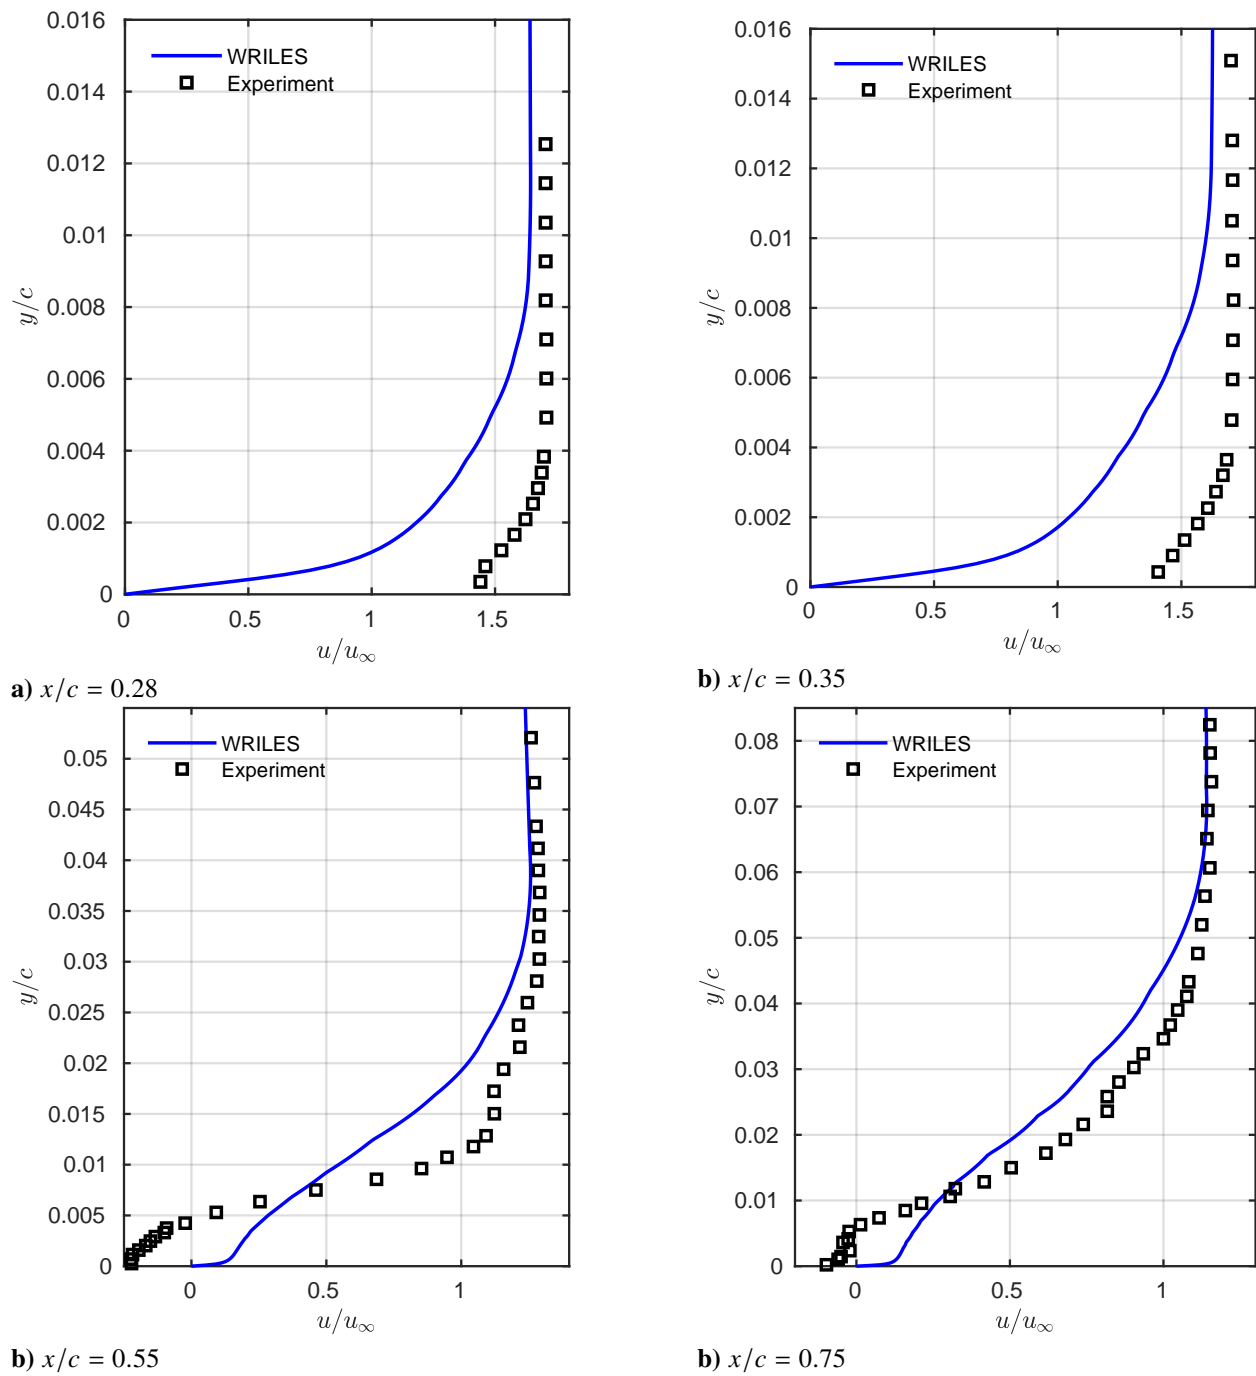 0.016
0.014
0.012
0.01
0.008
0.006
0.004
0.002
0
y/c
WRILES
Experiment
0 0.5 1 1.5
u/u∞
a) x/c = 0.28
0.016
0.014
0.012
0.01
0.008
0.006
0.004
0.002
0
y/c
WRILES
Experiment
0 0.5 1 1.5
u/u∞
b) x/c = 0.35
0.05
0.045
0.04
0.035
0.03
0.025
0.02
0.015
0.01
0.005
0
y/c
WRILES
Experiment
0 0.5 1
u/u∞
b) x/c = 0.55
0.08
0.07
0.06
0.05
0.04
0.03
0.02
0.01
0
y/c
WRILES
Experiment
0 0.5 1
u/u∞
b) x/c = 0.75